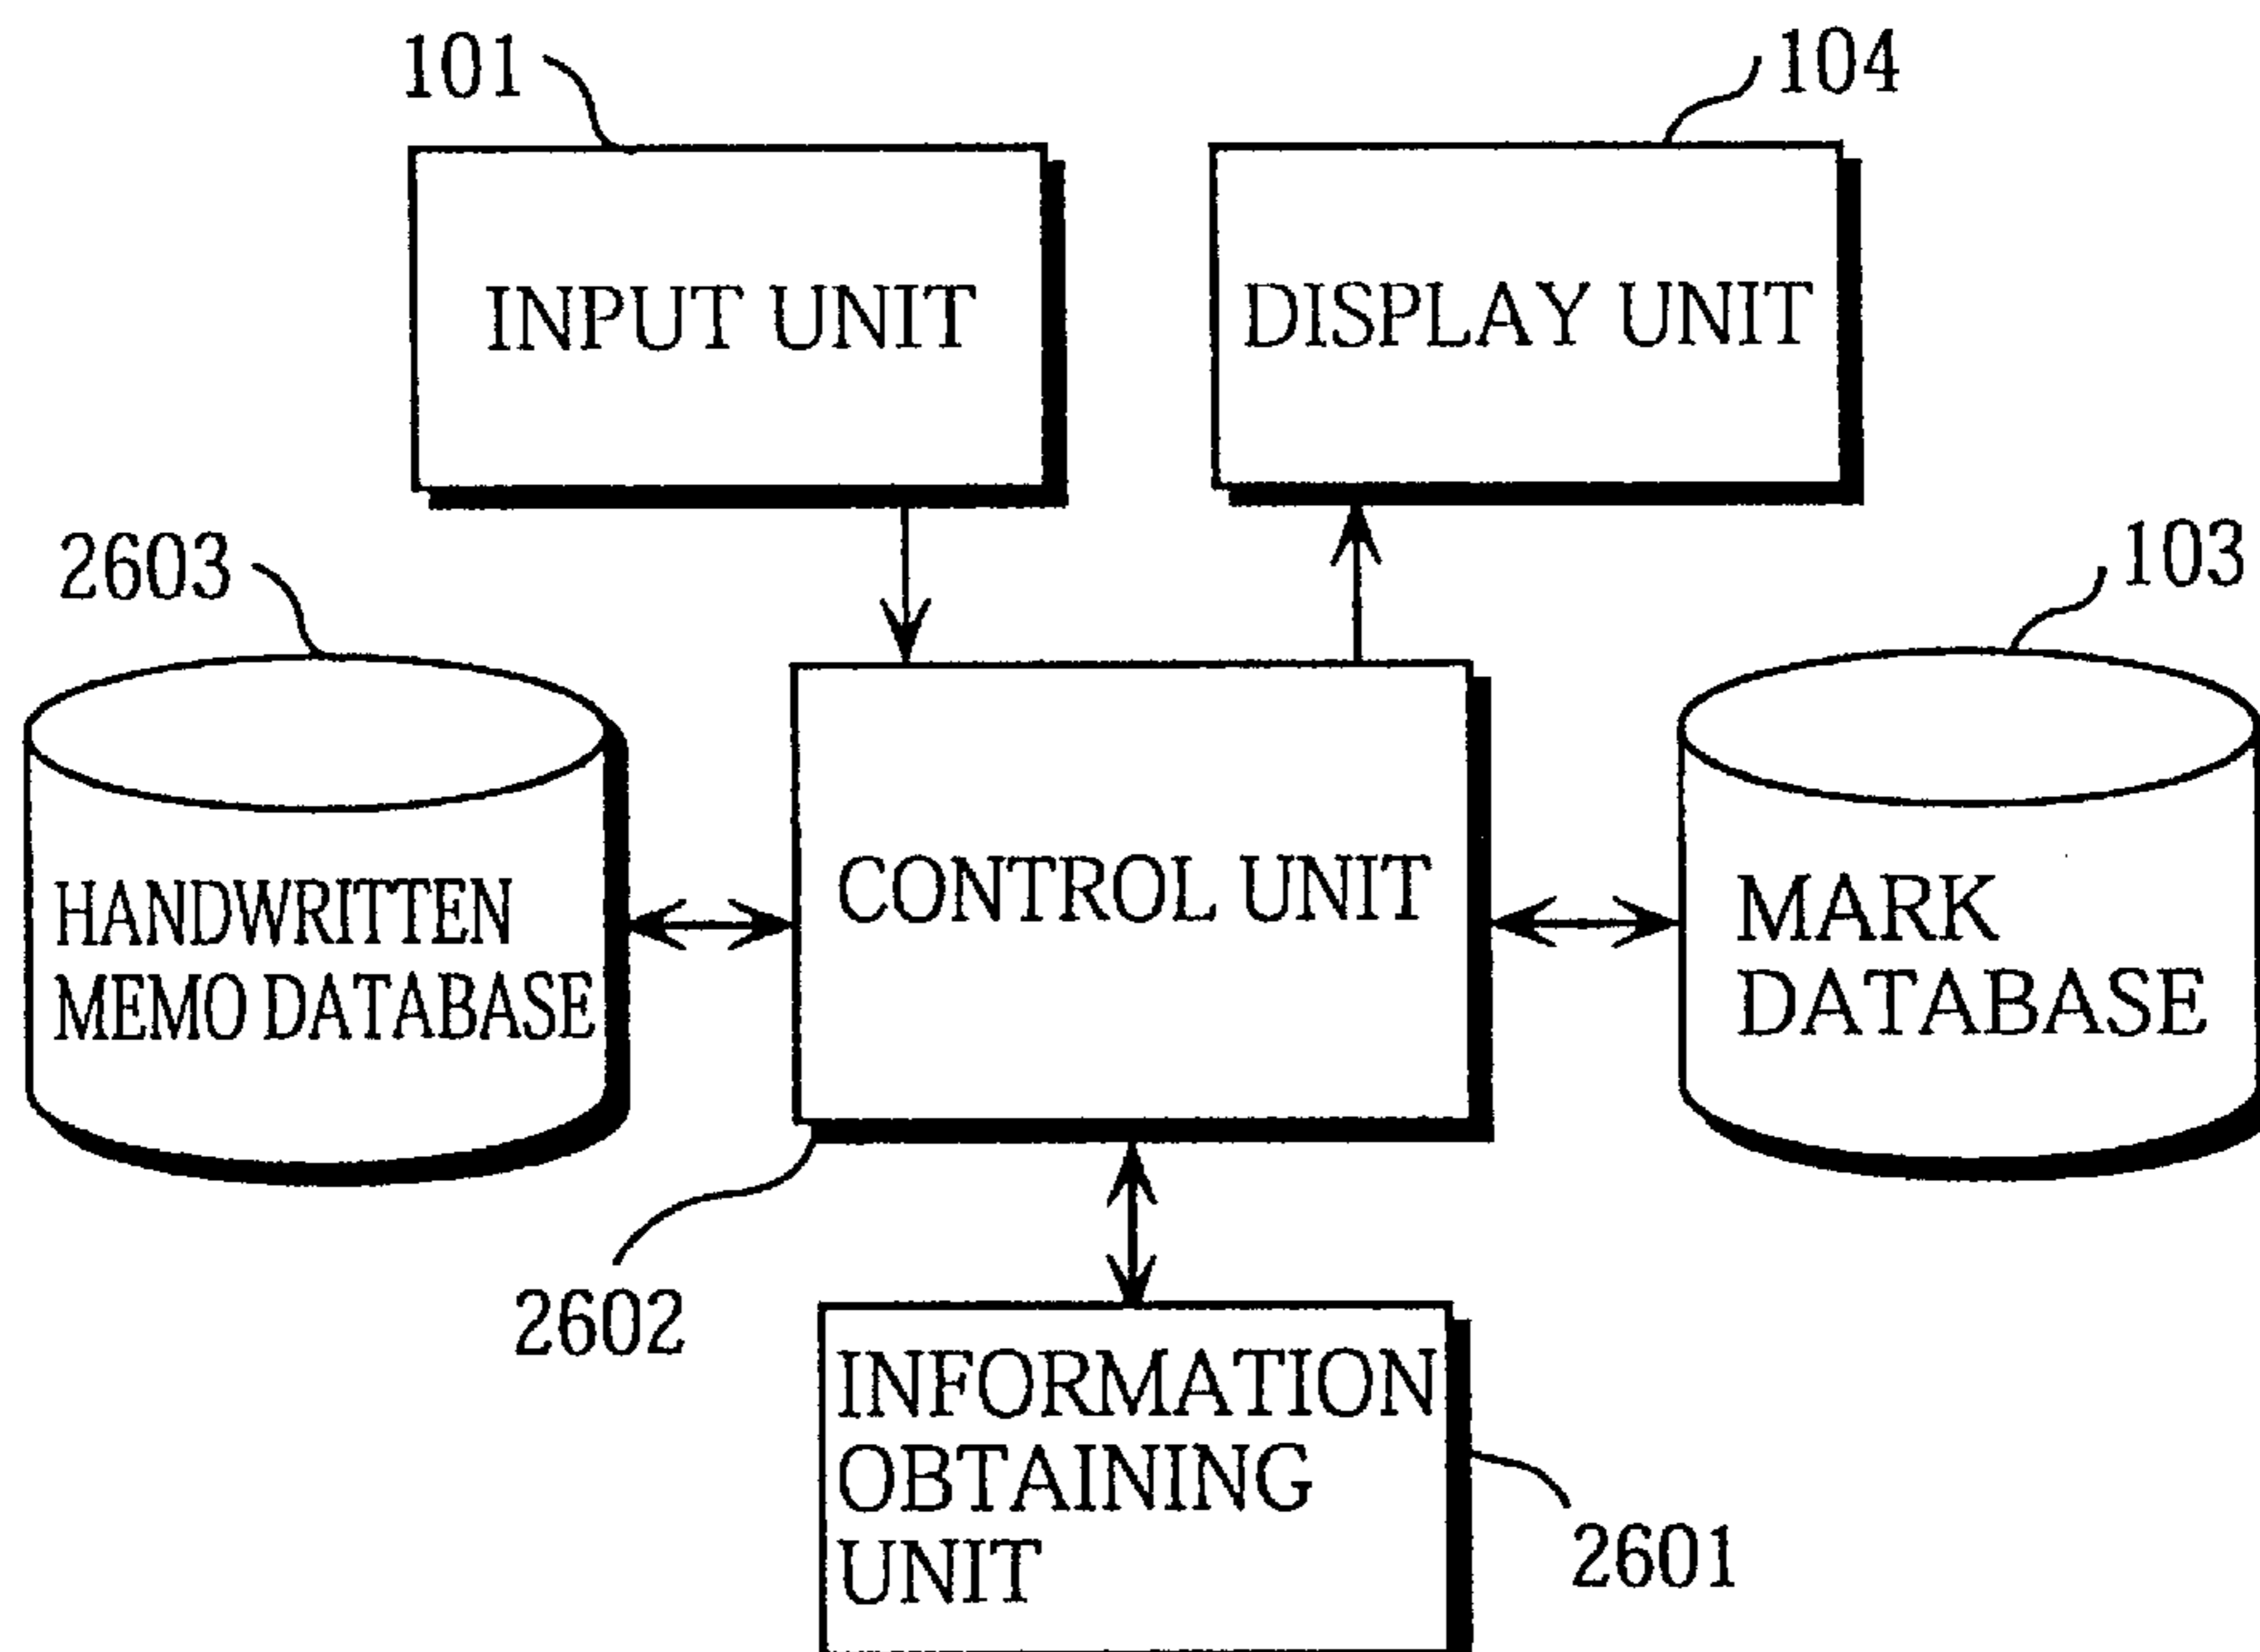 101
104
INPUT UNIT
DISPLAY UNIT
2603
103
HANDWRITTEN
MEMO DATABASE
CONTROL UNIT
MARK
DATABASE
2602
INFORMATION
OBTAINING
UNIT
2601